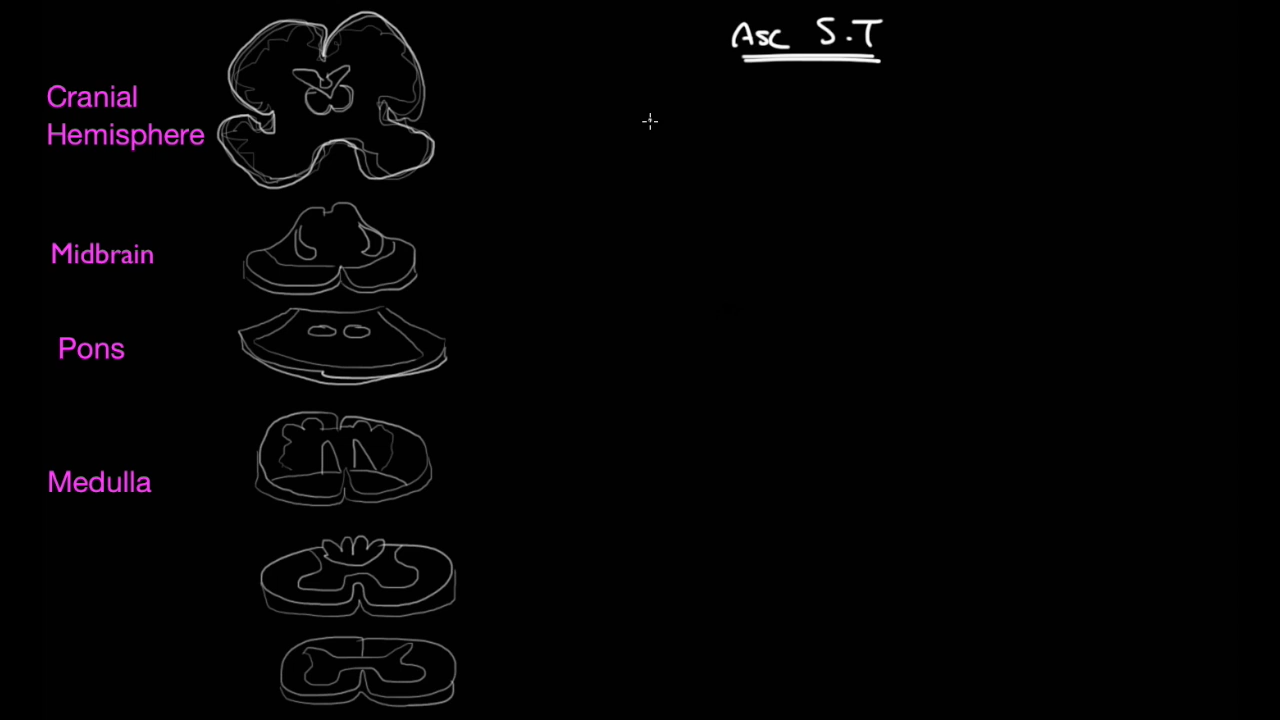 Asc S.T
Cranial
Hemisphere
Midbrain
Pons
Medulla